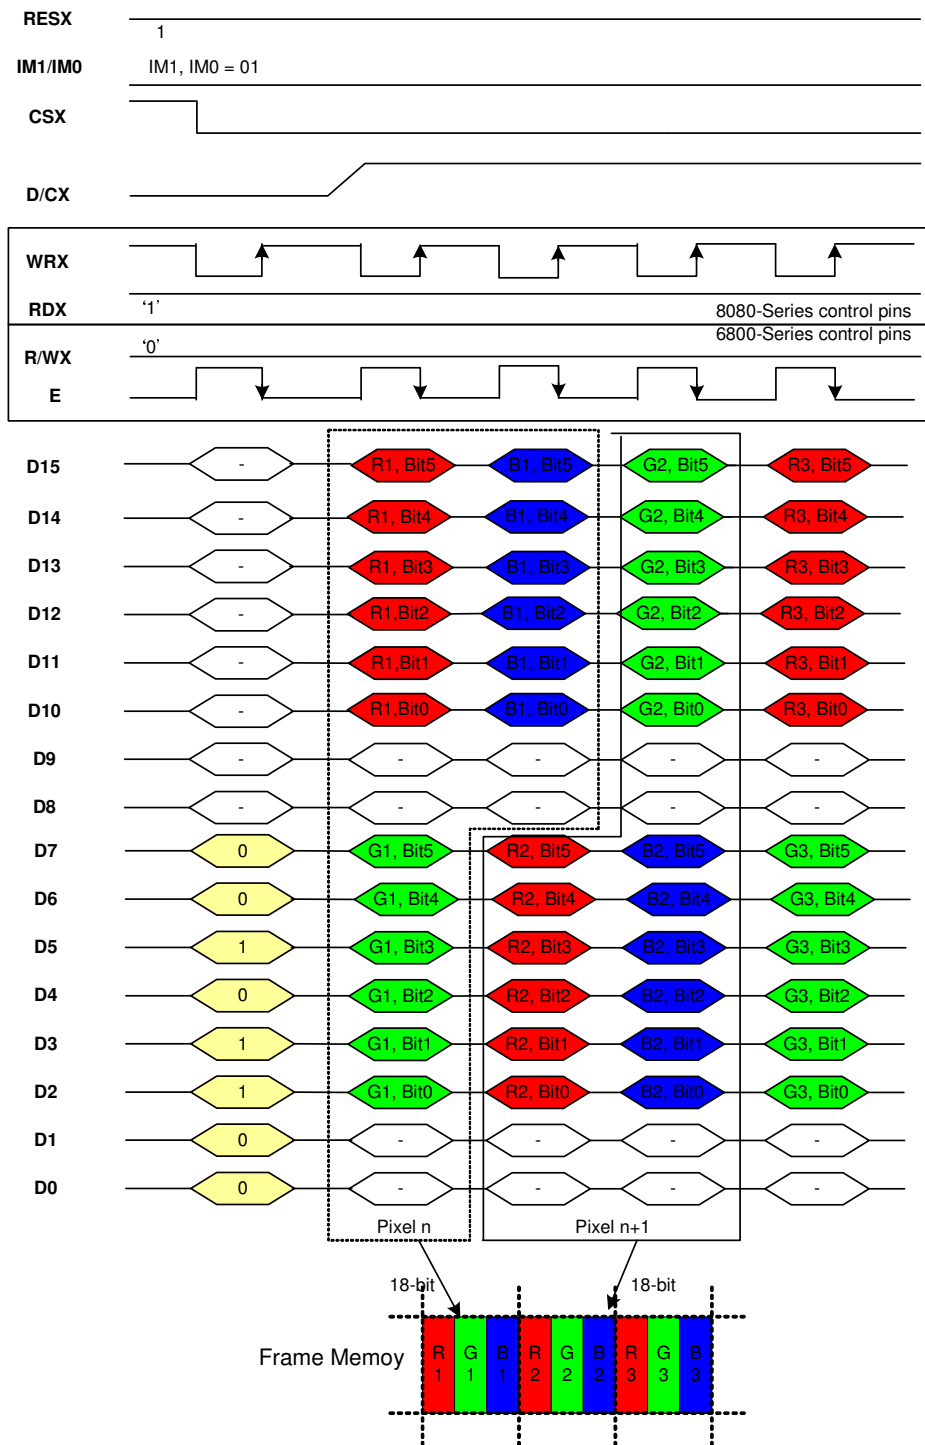 RESX
1
IM1/IM0 IM1, IM0 = 01
CSX
D/CX
WRX
RDX '1' 8080-Series control pins
6800-Series control pins
R/WX '0'
E
D15 - R1, Bit5 B1, Bit5 G2, Bit5 R3, Bit5
D14 - R1, Bit4 B1, Bit4 G2, Bit4 R3, Bit4
D13 - R1, Bit3 B1, Bit3 G2, Bit3 R3, Bit3
D12 - R1,Bit2 B1, Bit2 G2, Bit2 R3, Bit2
D11 - R1,Bit1 B1, Bit1 G2, Bit1 R3, Bit1
D10 - R1,Bit0 B1, Bit0 G2, Bit0 R3, Bit0
D9 - - - - -
D8 - - - - -
D7 0 G1, Bit5 R2, Bit5 B2, Bit5 G3, Bit5
D6 0 G1, Bit4 R2, Bit4 B2, Bit4 G3, Bit4
D5 1 G1, Bit3 R2, Bit3 B2, Bit3 G3, Bit3
D4 0 G1, Bit2 R2, Bit2 B2, Bit2 G3, Bit2
D3 1 G1, Bit1 R2, Bit1 B2, Bit1 G3, Bit1
D2 1 G1, Bit0 R2, Bit0 B2, Bit0 G3, Bit0
D1 0 - - - -
D0 0 - - - -
Pixel n Pixel n+1
18-bit 18-bit
Frame Memoy
R G B R G B R G B
1 1 1 2 2 2 3 3 3